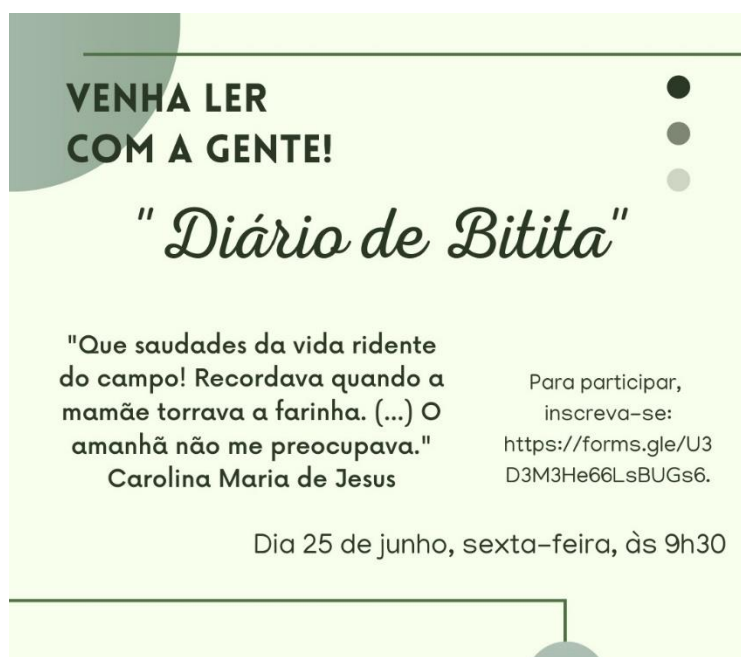 VENHA LER
COM A GENTE!
"Diário de Bitita"
"Que saudades da vida ridente
do campo! Recordava quando a
mamãe torrava a farinha. (...) O
amanhã não me preocupava."
Carolina Maria de Jesus
Para participar,
inscreva-se:
https://forms.gle/U3
D3M3He66LsBUGs6.
Dia 25 de junho, sexta-feira, às 9h30